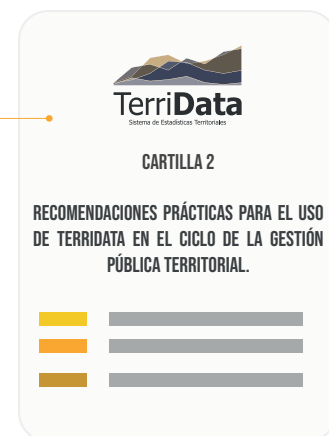 TerriData
Sistema de Estadísticas Territoriales
CARTILLA 2
RECOMENDACIONES PRÁCTICAS PARA EL USO
DE TERRIDATA EN EL CICLO DE LA GESTIÓN
PÚBLICA TERRITORIAL.